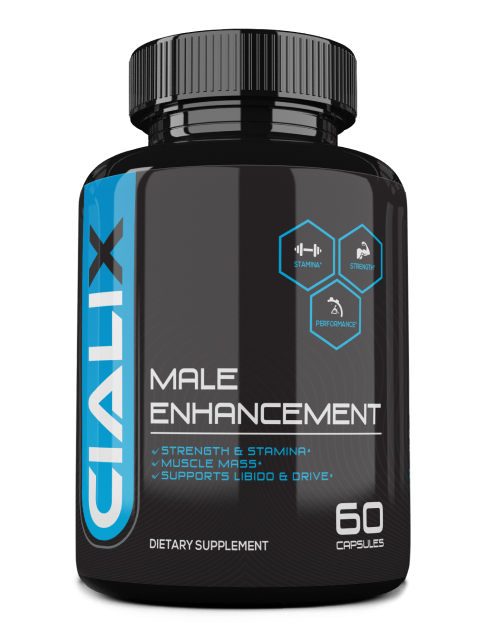 CIALIX
STAMINA*
STRENGTH*
PERFORMANCE*
MALE
ENHANCEMENT
✓STRENGTH & STAMINA*
✓MUSCLE MASS*
✓SUPPORTS LIBIDO & DRIVE*
60
CAPSULES
DIETARY SUPPLEMENT